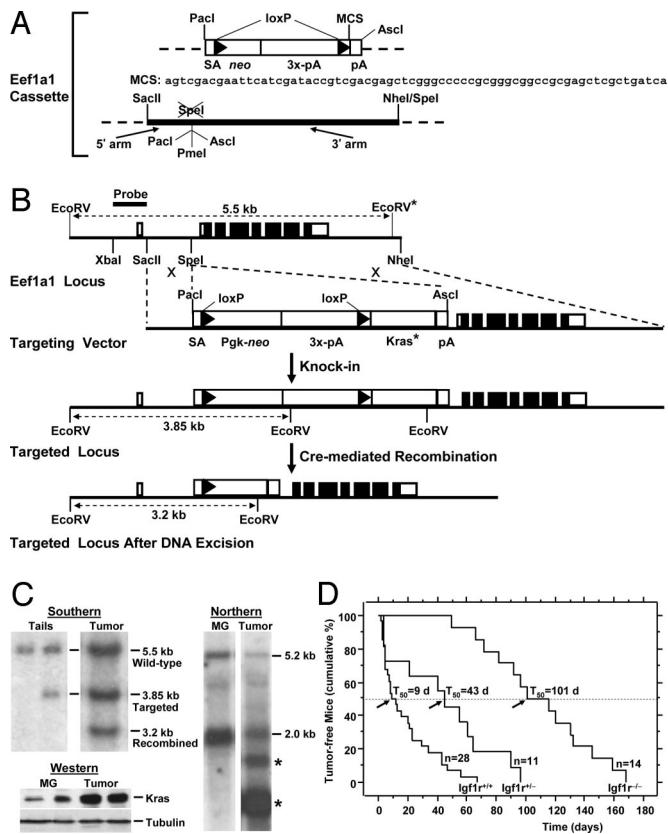 A
PacI loxP MCS AscI
SA neo 3x-pA pA
Eef1a1
Cassette
MCS: agtcgacgaattcatcgataccgtcgacgagctcgggcccccgcgggcggccgcgagctcgctgatca
SacII SpeI NheI/SpeI
5' arm 3' arm
PacI AscI
PmeI
B
Probe
EcoRV EcoRV*
5.5 kb
XbaI SacII SpeI NheI
X X
Eef1a1 Locus
PacI loxP loxP AscI
SA Pgk-neo 3x-pA Kras* pA
Targeting Vector
Knock-in
3.85 kb
EcoRV EcoRV EcoRV
Targeted Locus
Cre-mediated Recombination
3.2 kb
EcoRV EcoRV
Targeted Locus After DNA Excision
C
Southern
Tails Tumor
5.5 kb
Wild-type
3.85 kb
Targeted
3.2 kb
Recombined
Western
MG Tumor
Kras
Tubulin
Northern
MG Tumor
5.2 kb
2.0 kb
*
*
D
Tumor-free Mice (cumulative %)
100
80
60
40
20
0
T50=9 d T50=43 d T50=101 d
n=28 n=11 n=14
Igf1r+/+ Igf1r+/– Igf1r–/–
0 20 40 60 80 100 120 140 160 180
Time (days)